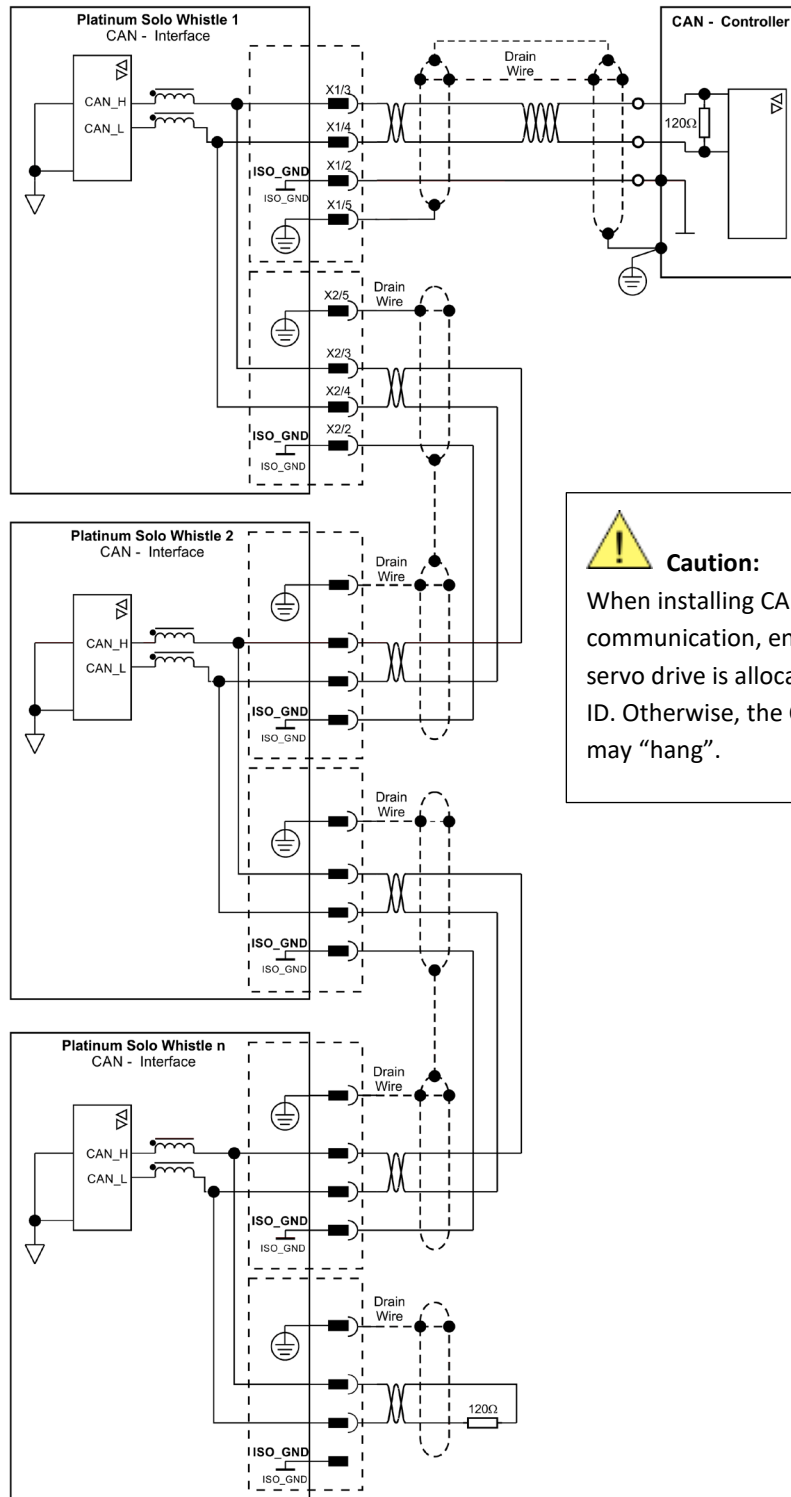 Platinum Solo Whistle 1
CAN - Interface
CAN_H
CAN_L
X1/3
X1/4
ISO_GND
X1/2
ISO_GND
X1/5
Drain
Wire
CAN - Controller
120Ω
X2/5
Drain
Wire
X2/3
X2/4
ISO_GND
X2/2
ISO_GND
Platinum Solo Whistle 2
CAN - Interface
CAN_H
CAN_L
Drain
Wire
ISO_GND
ISO_GND
Drain
Wire
ISO_GND
ISO_GND
Caution:
When installing CA
communication, en
servo drive is alloca
ID. Otherwise, the
may “hang”.
Platinum Solo Whistle n
CAN - Interface
CAN_H
CAN_L
Drain
Wire
ISO_GND
ISO_GND
Drain
Wire
120Ω
ISO_GND
ISO_GND